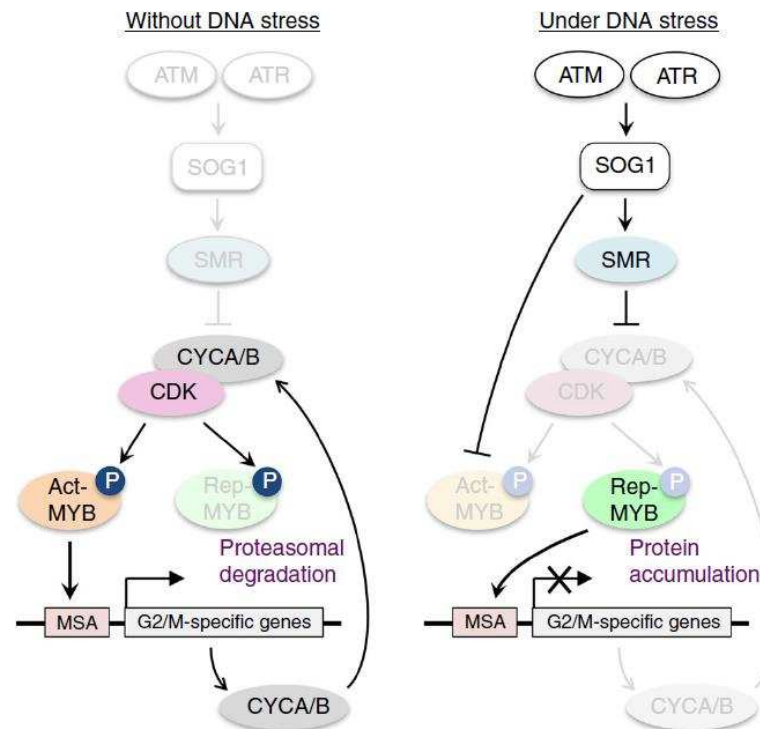 Without DNA stress
ATM
ATR
SOG1
SMR
CYCA/B
CDK
P
P
Act-
MYB
Rep-
MYB
Proteasomal
degradation
MSA
G2/M-specific genes
CYCA/B
Under DNA stress
ATM
ATR
SOG1
SMR
CYCA/B
CDK
P
P
Act-
MYB
Rep-
MYB
Protein
accumulation
MSA
G2/M-specific genes
CYCA/B